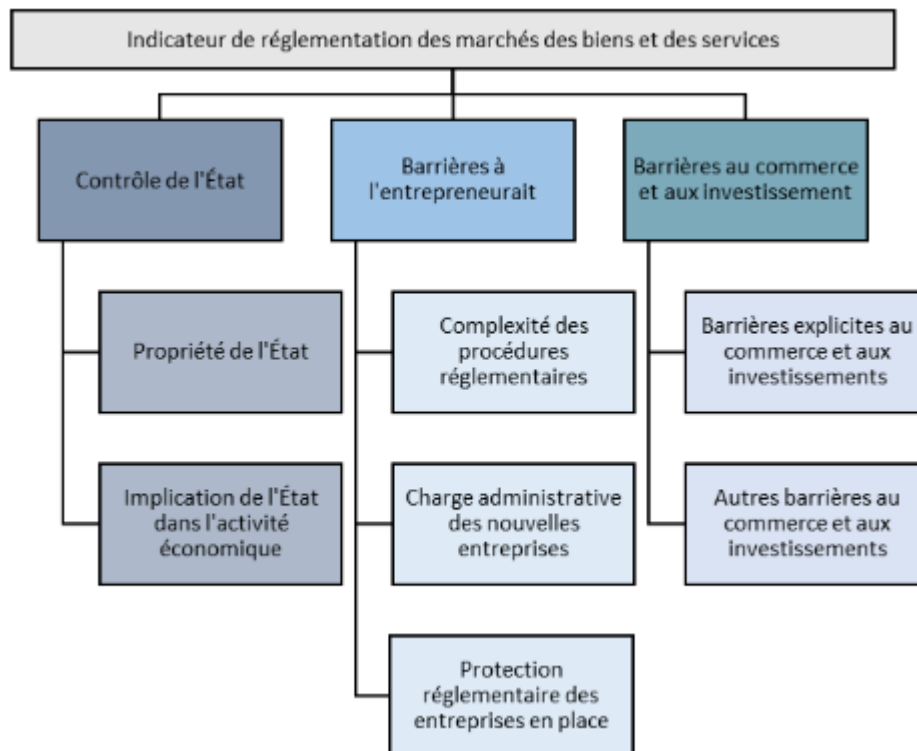 Indicateur de réglementation des marchés des biens et des services
Contrôle de l'État
Barrières à
l'entrepreneurait
Barrières au commerce
et aux investissement
Propriété de l'État
Complexité des
procédures
réglementaires
Barrières explicites au
commerce et aux
investissements
Implication de l'État
dans l'activité
économique
Charge administrative
des nouvelles
entreprises
Autres barrières au
commerce et aux
investissements
Protection
réglementaire des
entreprises en place